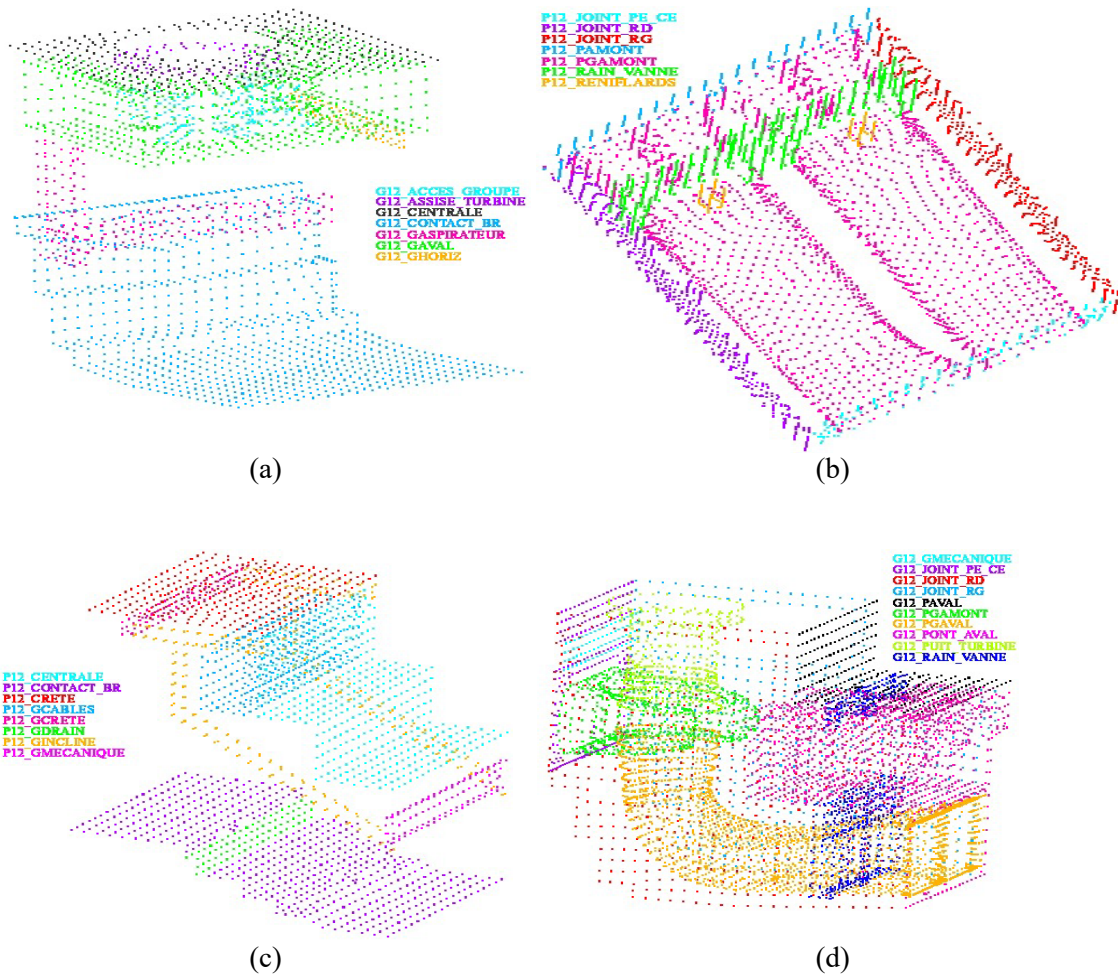 P12_JOINT_PE_CE
P12_JOINT_RD
P12_JOINT_RG
P12_PAMONT
P12_PGAMONT
P12_RAIN_VANNE
P12_RENIFLARDS
G12_ACCES_GROUPE
G12_ASSISE_TURBINE
G12_CENTRALE
G12_CONTACT_BR
G12_GASPIRATEUR
G12_GAVAL
G12_GHORIZ
(a)
(b)
G12_GMECANIQUE
G12_JOINT_PE_CE
G12_JOINT_RD
G12_JOINT_RG
G12_PAVAL
G12_PGAMONT
G12_PGAVAL
G12_PONT_AVAL
G12_PUIT_TURBINE
G12_RAIN_VANNE
P12_CENTRALE
P12_CONTACT_BR
P12_CRETE
P12_GCABLES
P12_GCRETE
P12_GDRAIN
P12_GINCLINE
P12_GMECANIQUE
(c)
(d)